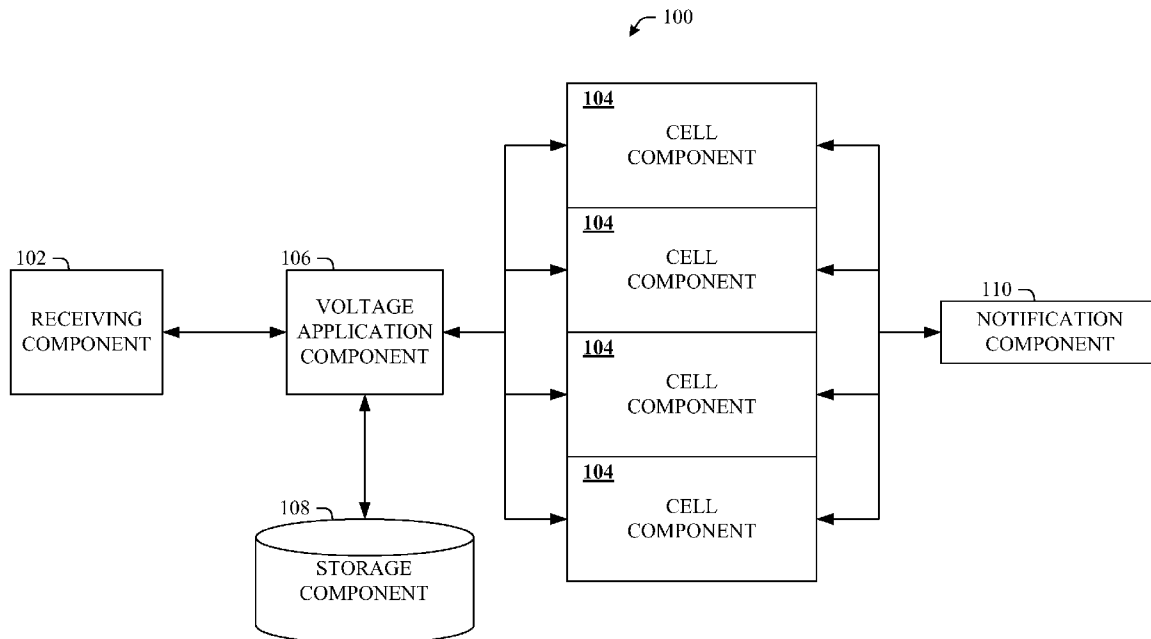 100
104
CELL
COMPONENT
104
CELL
COMPONENT
102
RECEIVING
COMPONENT
106
VOLTAGE
APPLICATION
COMPONENT
110
NOTIFICATION
COMPONENT
104
CELL
COMPONENT
104
CELL
COMPONENT
108
STORAGE
COMPONENT